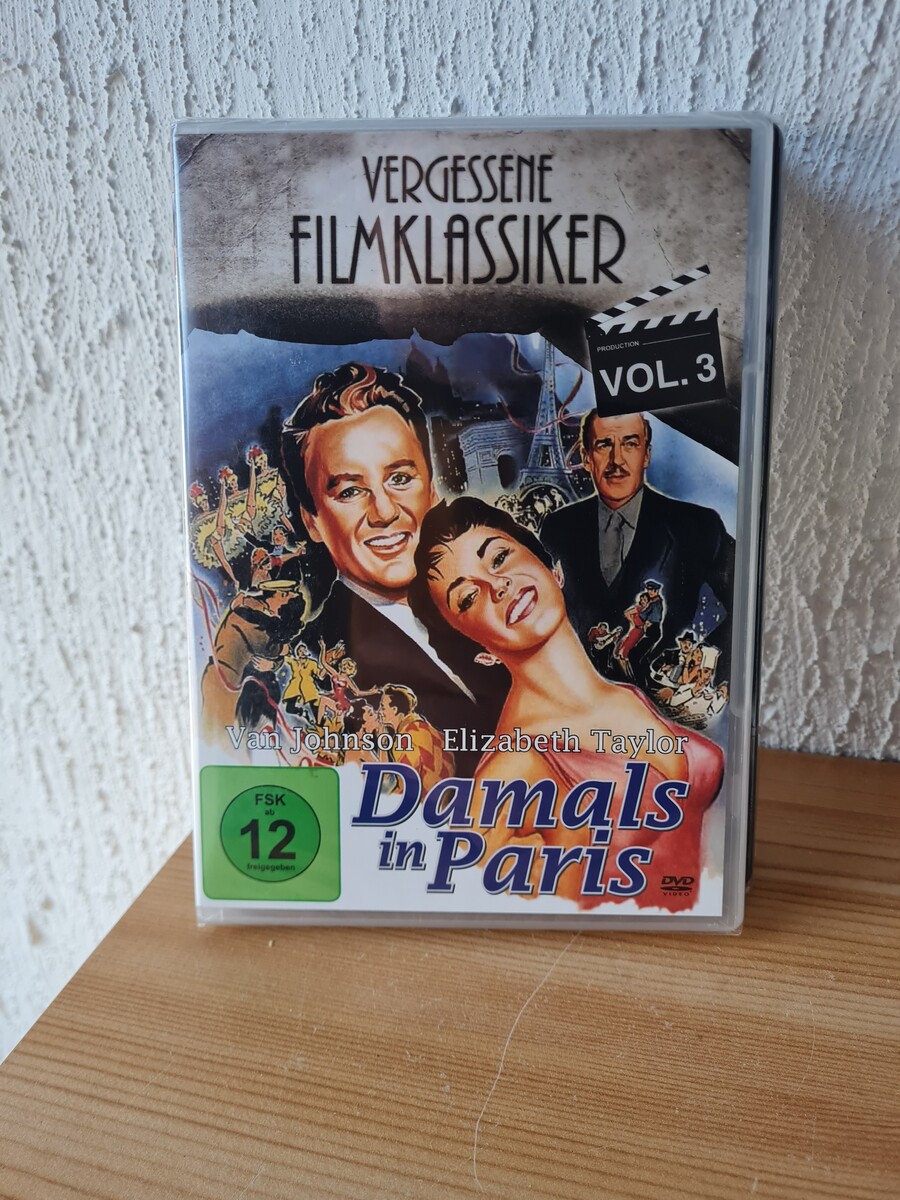 VERGESSENE
FILMKLASSIKER
PRODUCTION
VOL. 3
Van Johnson Elizabeth Taylor
Damals
in Paris
FSK
ab
12
freigegeben
DVD
VIDEO